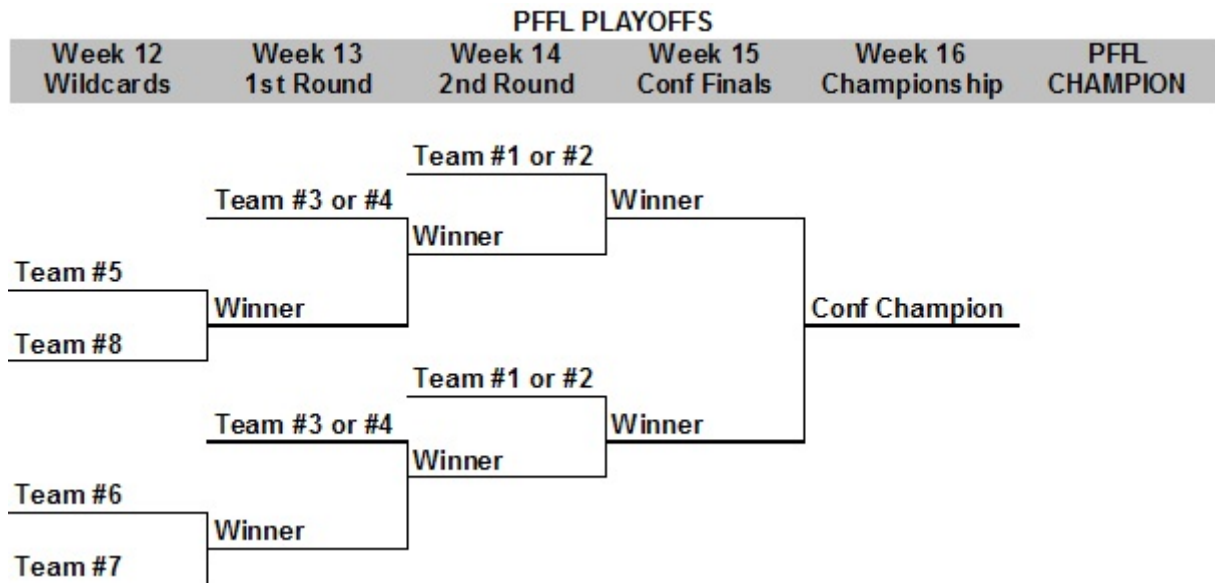 PFFL PLAYOFFS
Week 12 Week 13 Week 14 Week 15 Week 16 PFFL
Wildcards 1st Round 2nd Round Conf Finals Championship CHAMPION
Team #1 or #2
Team #3 or #4 Winner
Winner
Team #5
Winner Conf Champion
Team #8
Team #1 or #2
Team #3 or #4 Winner
Winner
Team #6
Winner
Team #7